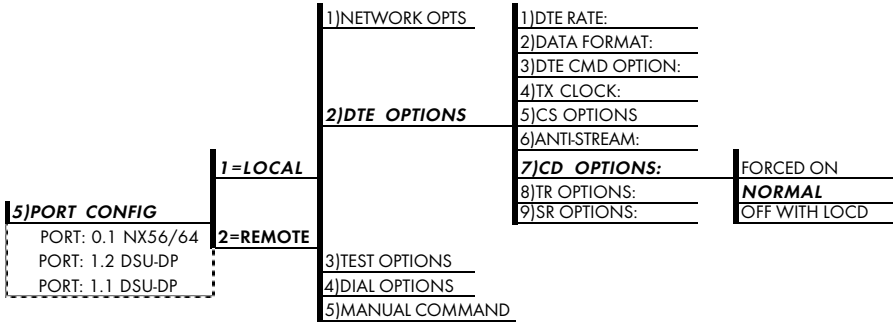 1)NETWORK OPTS
1)DTE RATE:
2)DATA FORMAT:
3)DTE CMD OPTION:
4)TX CLOCK:
2)DTE OPTIONS
5)CS OPTIONS
6)ANTI-STREAM:
1=LOCAL
7)CD OPTIONS:
FORCED ON
8)TR OPTIONS:
NORMAL
5)PORT CONFIG
9)SR OPTIONS:
OFF WITH LOCD
PORT: 0.1 NX56/64
2=REMOTE
PORT: 1.2 DSU-DP
3)TEST OPTIONS
PORT: 1.1 DSU-DP
4)DIAL OPTIONS
5)MANUAL COMMAND